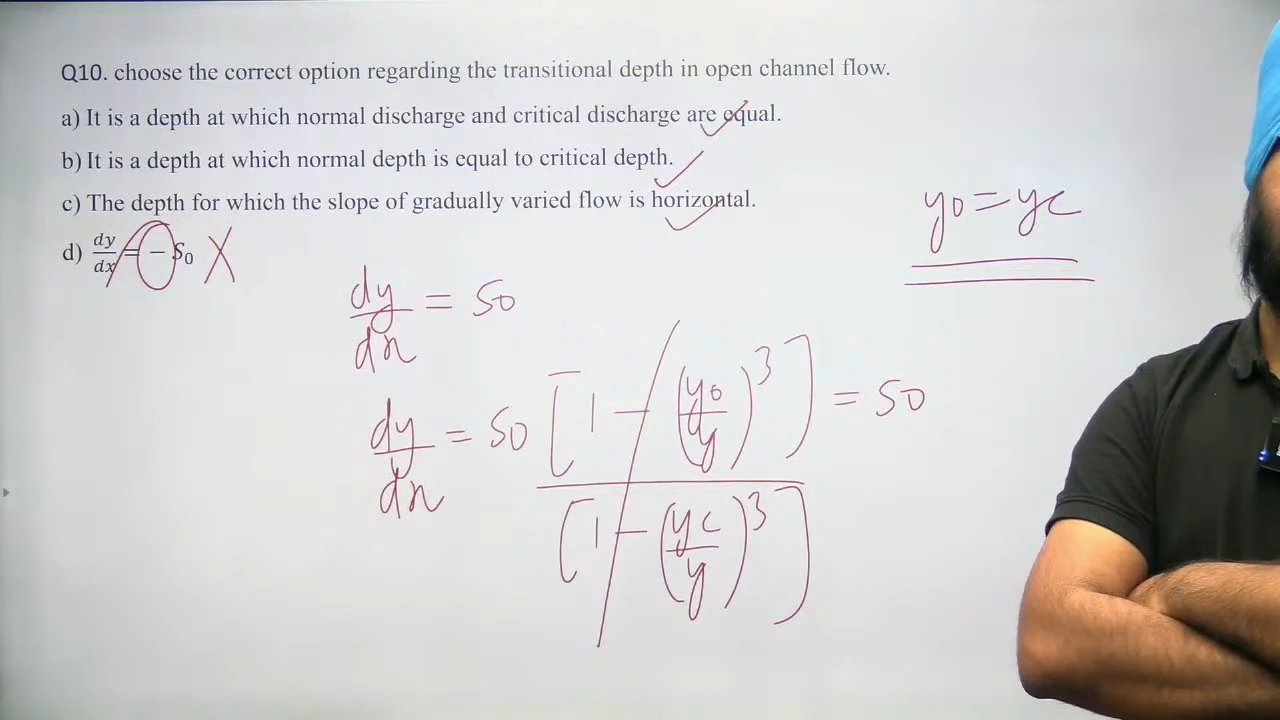 Q10. choose the correct option regarding the transitional depth in open channel flow.
a) It is a depth at which normal discharge and critical discharge are equal.
b) It is a depth at which normal depth is equal to critical depth.
c) The depth for which the slope of gradually varied flow is horizontal.
d) dy/dx = − S₀ X
y0 = yc
dy/dx = S0
dy/dx = S0 [1 − (y0/y)³] / [1 − (yc/y)³] = S0